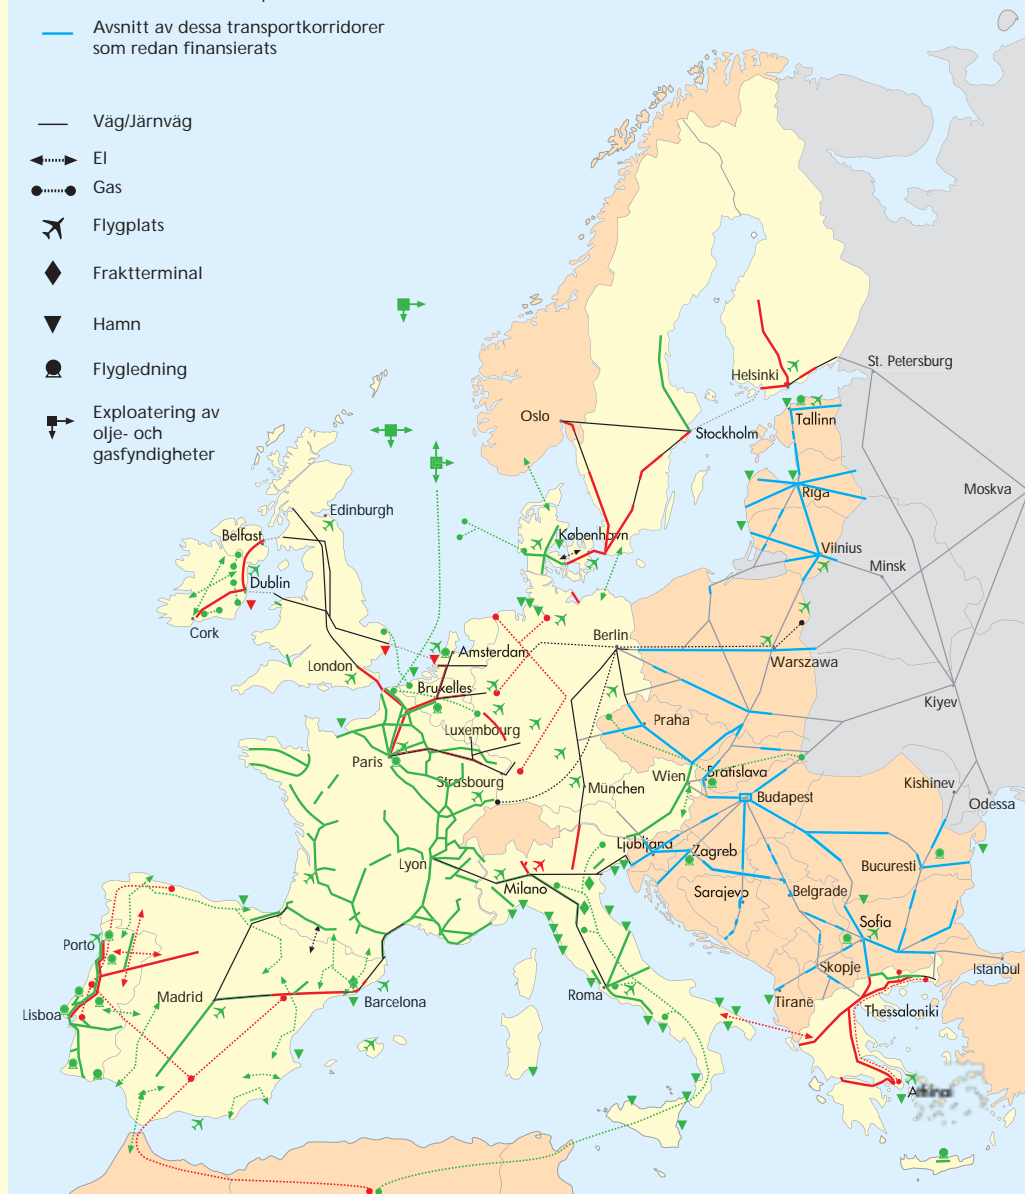 Avsnitt av dessa transportkorridorer
som redan finansierats
Väg/Järnväg
El
Gas
Flygplats
Fraktterminal
Hamn
Flygledning
Exploatering av
olje- och
gasfyndigheter
St. Petersburg
Helsinki
Oslo
Tallinn
Stockholm
Riga
Moskva
Edinburgh
Belfast
København
Vilnius
Minsk
Dublin
Cork
Berlin
Amsterdam
Warszawa
London
Bruxelles
Kiyev
Praha
Luxembourg
Paris
Wien
Bratislava
Strasbourg
München
Kishinev
Budapest
Odessa
Ljubljana
Zagreb
Lyon
Bucuresti
Milano
Sarajevo
Belgrade
Sofia
Porto
Skopje
Istanbul
Madrid
Roma
Barcelona
Tiranë
Lisboa
Thessaloniki